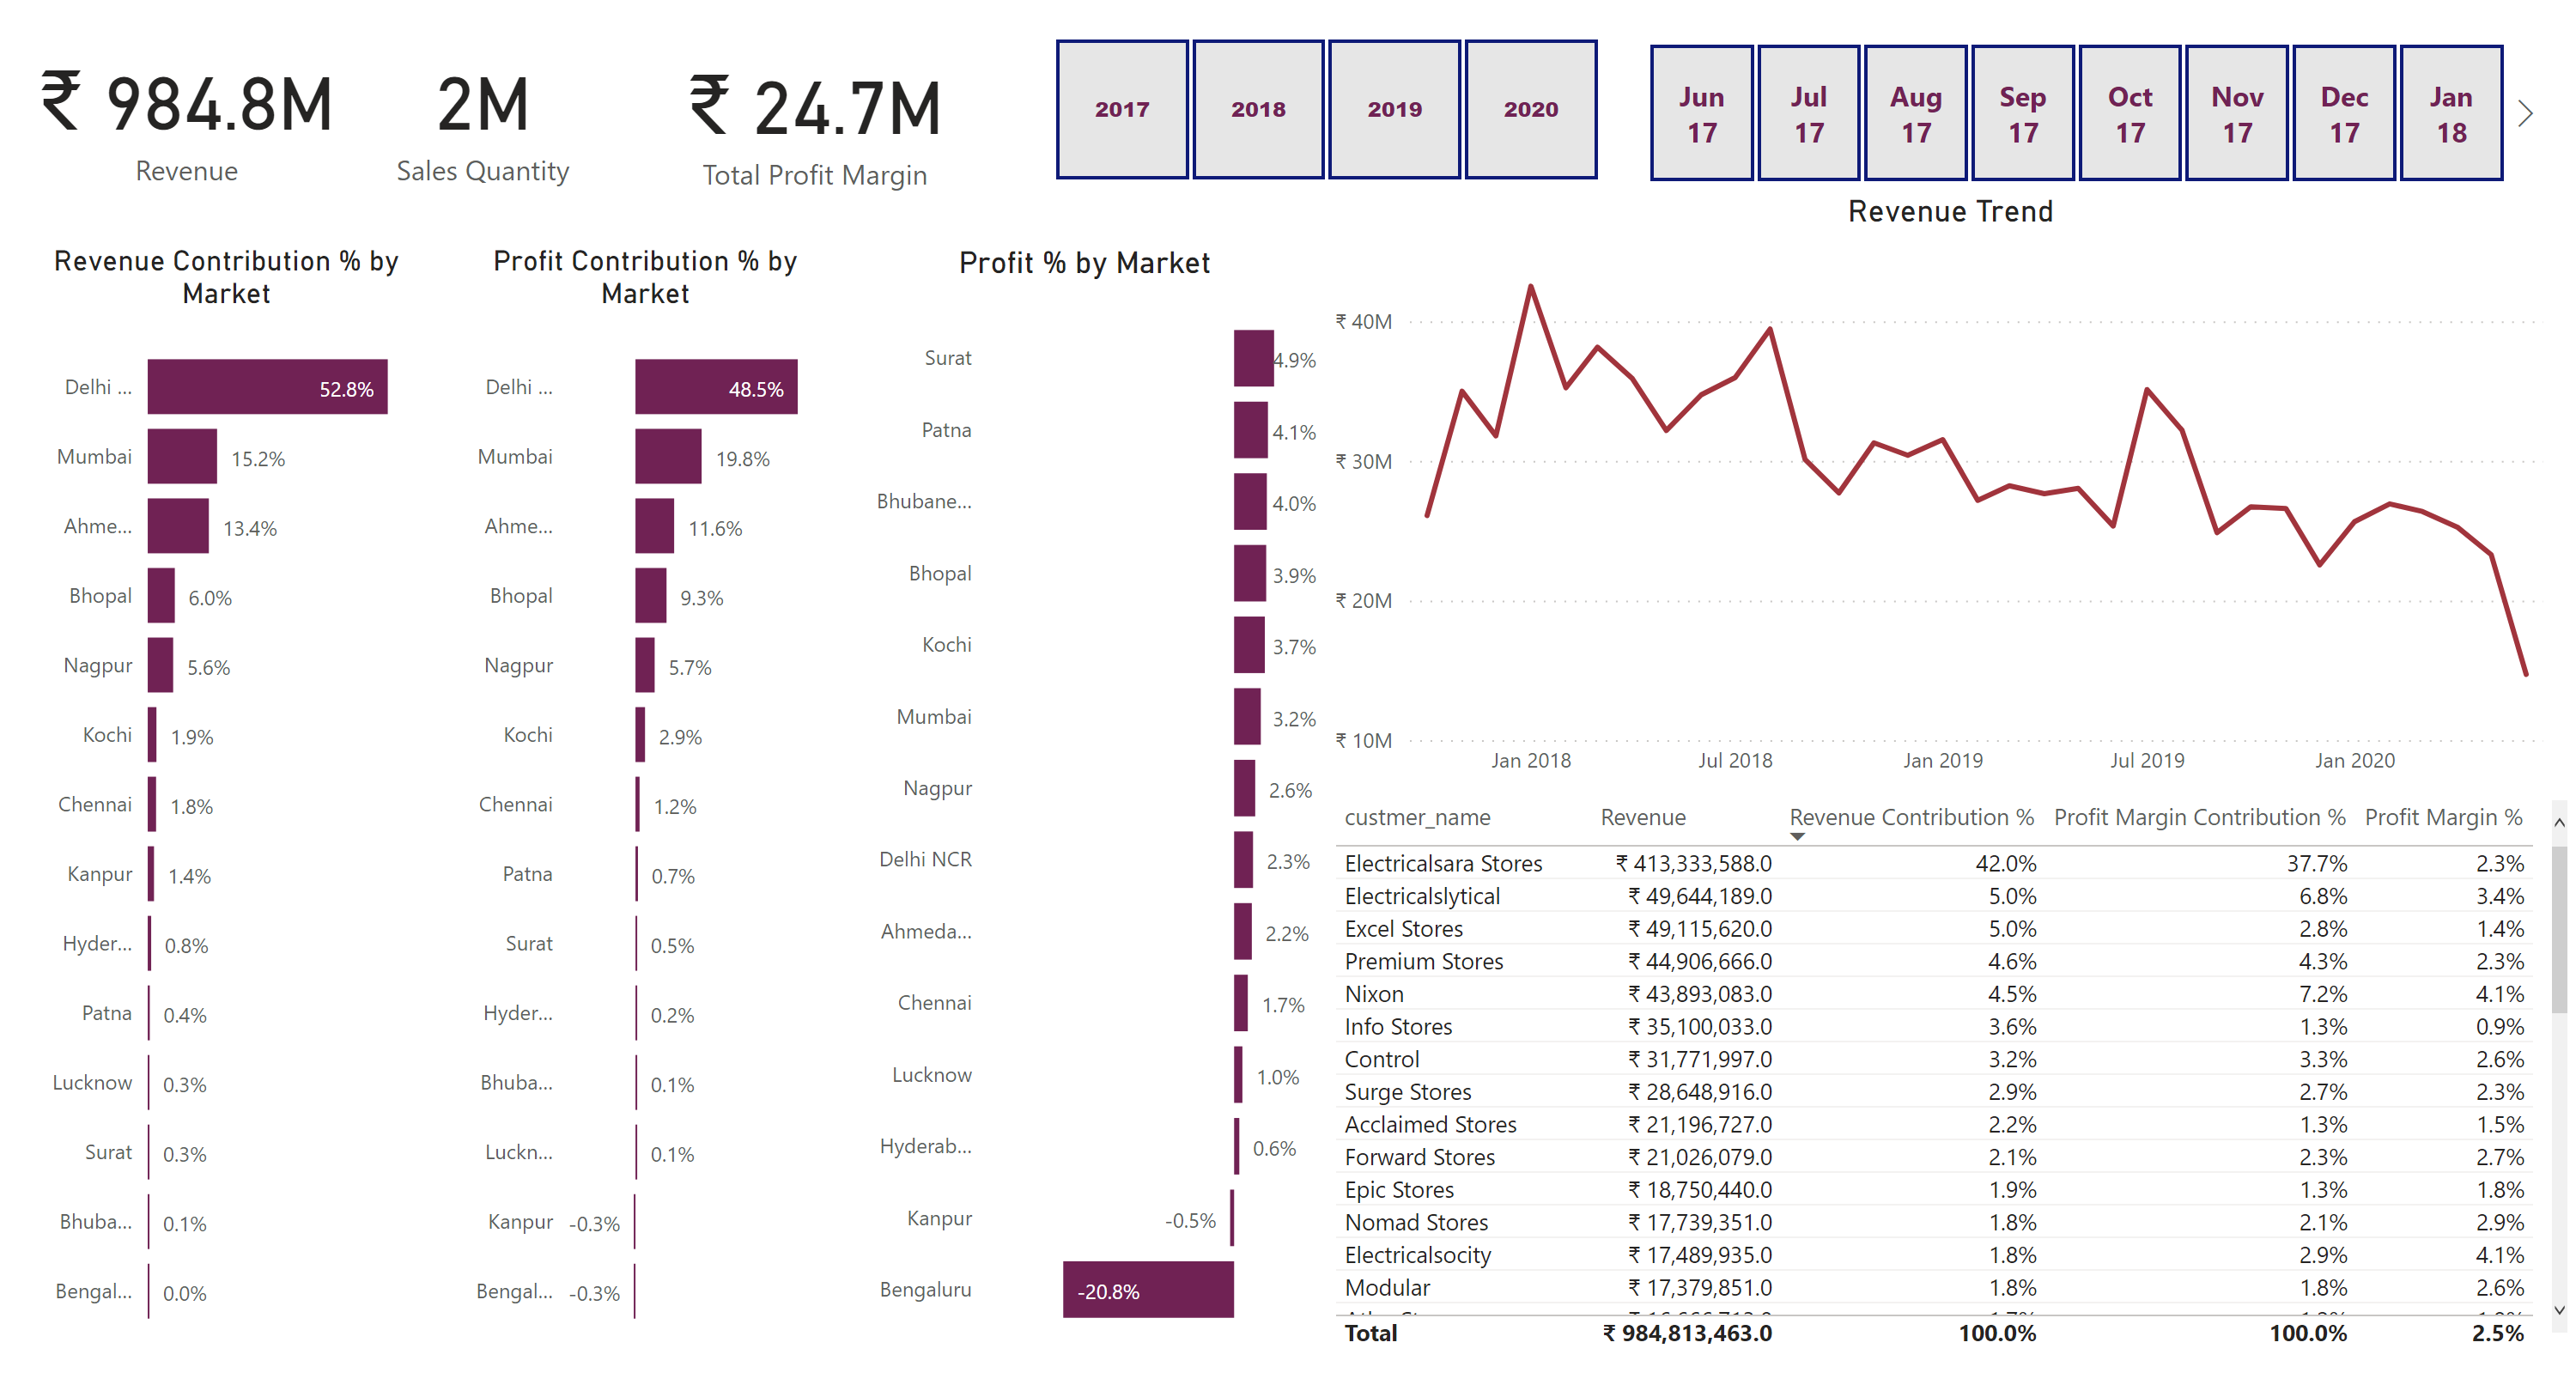 ₹ 984.8M
Revenue
2M
Sales Quantity
₹ 24.7M
Total Profit Margin
2017
2018
2019
2020
Jun 17
Jul 17
Aug 17
Sep 17
Oct 17
Nov 17
Dec 17
Jan 18
Revenue Contribution % by
Market
Delhi ... 52.8%
Mumbai 15.2%
Ahme... 13.4%
Bhopal 6.0%
Nagpur 5.6%
Kochi 1.9%
Chennai 1.8%
Kanpur 1.4%
Hyder... 0.8%
Patna 0.4%
Lucknow 0.3%
Surat 0.3%
Bhuba... 0.1%
Bengal... 0.0%
Profit Contribution % by
Market
Delhi ... 48.5%
Mumbai 19.8%
Ahme... 11.6%
Bhopal 9.3%
Nagpur 5.7%
Kochi 2.9%
Chennai 1.2%
Patna 0.7%
Surat 0.5%
Hyder... 0.2%
Bhuba... 0.1%
Luckn... 0.1%
Kanpur -0.3%
Bengal... -0.3%
Profit % by Market
Surat 4.9%
Patna 4.1%
Bhubane... 4.0%
Bhopal 3.9%
Kochi 3.7%
Mumbai 3.2%
Nagpur 2.6%
Delhi NCR 2.3%
Ahmeda... 2.2%
Chennai 1.7%
Lucknow 1.0%
Hyderab... 0.6%
Kanpur -0.5%
Bengaluru -20.8%
Revenue Trend
₹ 40M
₹ 30M
₹ 20M
₹ 10M
Jan 2018 Jul 2018 Jan 2019 Jul 2019 Jan 2020
custmer_name Revenue Revenue Contribution % Profit Margin Contribution % Profit Margin %
Electricalsara Stores ₹ 413,333,588.0 42.0% 37.7% 2.3%
Electricalslytical ₹ 49,644,189.0 5.0% 6.8% 3.4%
Excel Stores ₹ 49,115,620.0 5.0% 2.8% 1.4%
Premium Stores ₹ 44,906,666.0 4.6% 4.3% 2.3%
Nixon ₹ 43,893,083.0 4.5% 7.2% 4.1%
Info Stores ₹ 35,100,033.0 3.6% 1.3% 0.9%
Control ₹ 31,771,997.0 3.2% 3.3% 2.6%
Surge Stores ₹ 28,648,916.0 2.9% 2.7% 2.3%
Acclaimed Stores ₹ 21,196,727.0 2.2% 1.3% 1.5%
Forward Stores ₹ 21,026,079.0 2.1% 2.3% 2.7%
Epic Stores ₹ 18,750,440.0 1.9% 1.3% 1.8%
Nomad Stores ₹ 17,739,351.0 1.8% 2.1% 2.9%
Electricalsocity ₹ 17,489,935.0 1.8% 2.9% 4.1%
Modular ₹ 17,379,851.0 1.8% 1.8% 2.6%
Total ₹ 984,813,463.0 100.0% 100.0% 2.5%